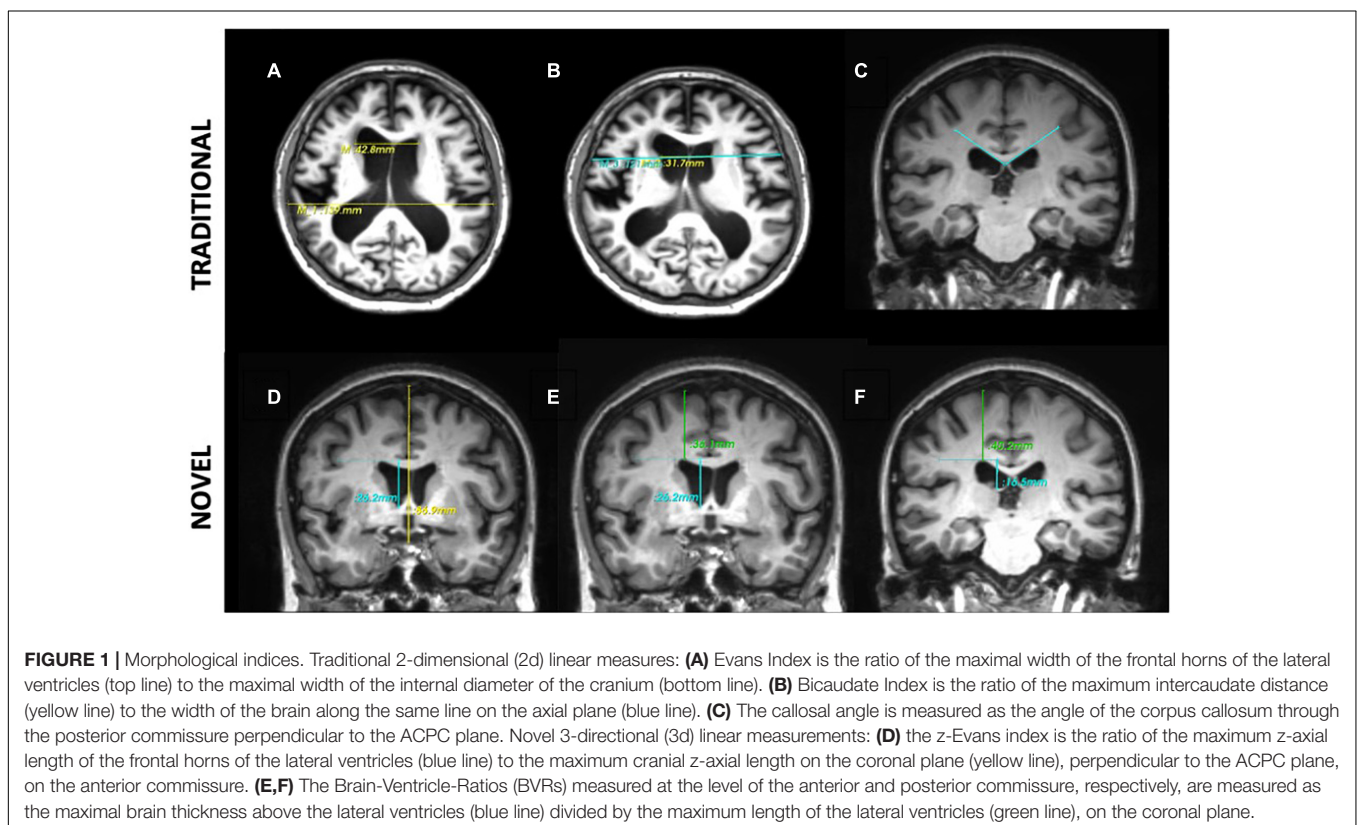 TRADITIONAL
A
B
C
M 42.8mm
:31.7mm
NOVEL
D
E
F
:26.2mm
:36.1mm
:26.2mm
:40.2mm
:16.5mm
FIGURE 1 | Morphological indices. Traditional 2-dimensional (2d) linear measures: (A) Evans Index is the ratio of the maximal width of the frontal horns of the lateral
ventricles (top line) to the maximal width of the internal diameter of the cranium (bottom line). (B) Bicaudate Index is the ratio of the maximum intercaudate distance
(yellow line) to the width of the brain along the same line on the axial plane (blue line). (C) The callosal angle is measured as the angle of the corpus callosum through
the posterior commissure perpendicular to the ACPC plane. Novel 3-directional (3d) linear measurements: (D) the z-Evans index is the ratio of the maximum z-axial
length of the frontal horns of the lateral ventricles (blue line) to the maximum cranial z-axial length on the coronal plane (yellow line), perpendicular to the ACPC plane,
on the anterior commissure. (E,F) The Brain-Ventricle-Ratios (BVRs) measured at the level of the anterior and posterior commissure, respectively, are measured as
the maximal brain thickness above the lateral ventricles (blue line) divided by the maximum length of the lateral ventricles (green line), on the coronal plane.